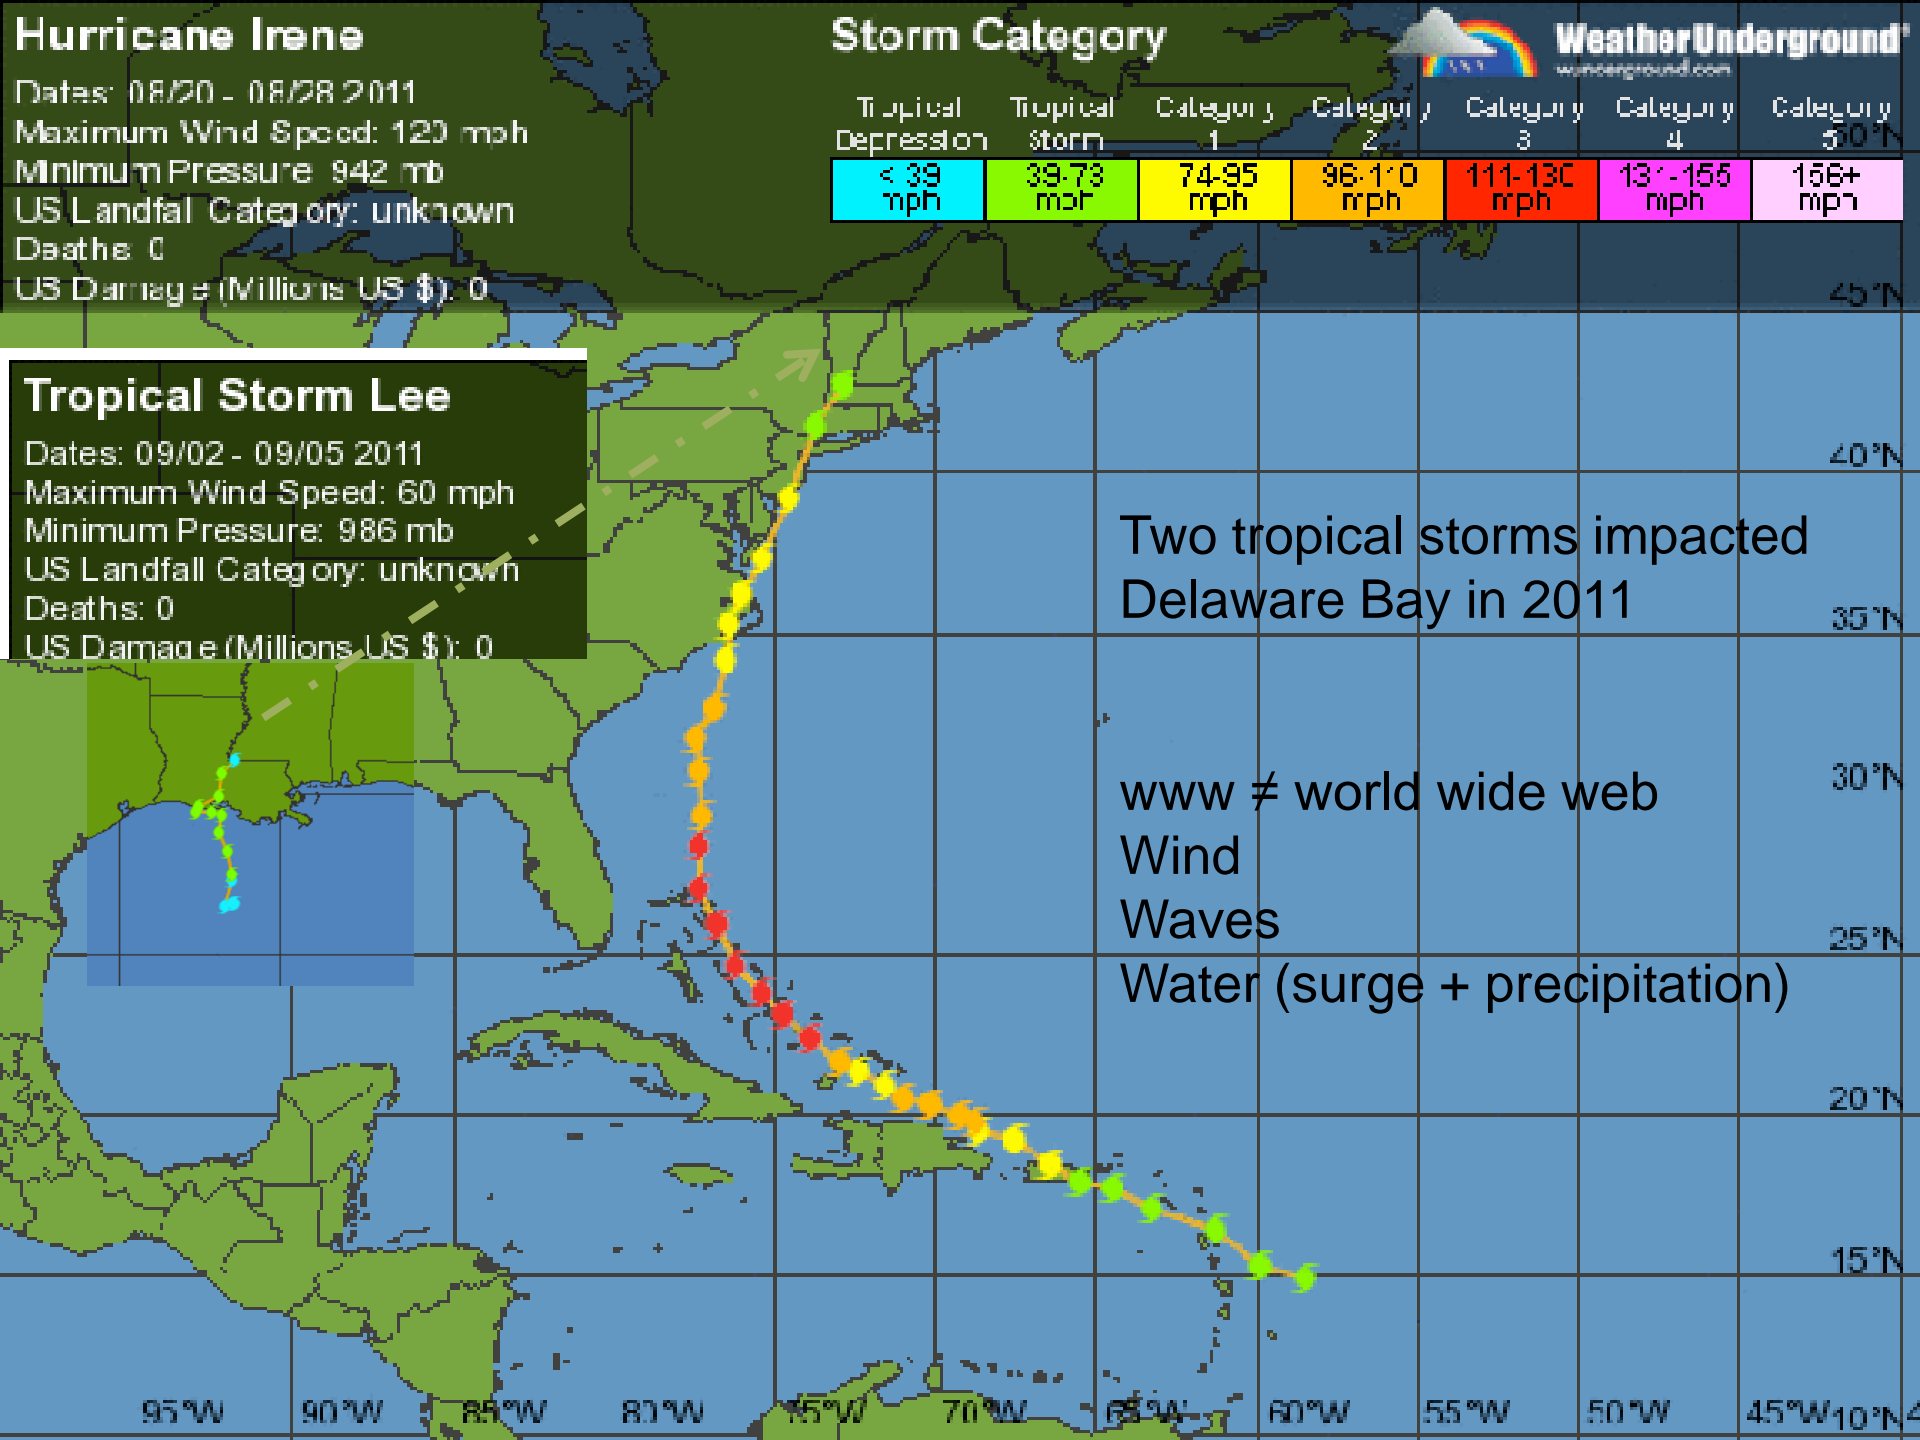 Hurricane Irene
Dates: 08/20 - 08/28 2011
Maximum Wind Speed: 120 mph
Minimum Pressure 942 mb
US Landfall Category: unknown
Deaths: 0
US Damage (Millions US $): 0
Storm Category
WeatherUnderground
wunderground.com
Tropical Depression
Tropical Storm
Category 1
Category 2
Category 3
Category 4
Category 5
< 39 mph
39-73 mph
74-95 mph
96-110 mph
111-130 mph
131-155 mph
156+ mph
Tropical Storm Lee
Dates: 09/02 - 09/05 2011
Maximum Wind Speed: 60 mph
Minimum Pressure: 986 mb
US Landfall Category: unknown
Deaths: 0
US Damage (Millions US $): 0
Two tropical storms impacted
Delaware Bay in 2011
www ≠ world wide web
Wind
Waves
Water (surge + precipitation)
50°N
45°N
40°N
35°N
30°N
25°N
20°N
15°N
95°W 90°W 85°W 80°W 75°W 70°W 65°W 60°W 55°W 50°W 45°W 10°N